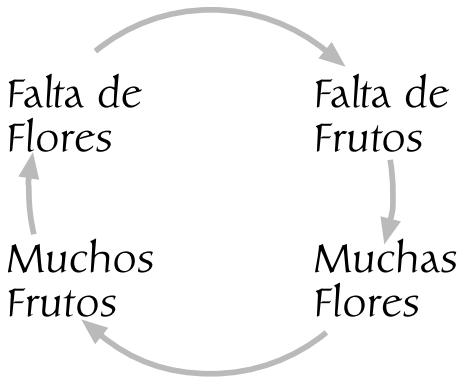 Falta de
Flores
Falta de
Frutos
Muchos
Frutos
Muchas
Flores